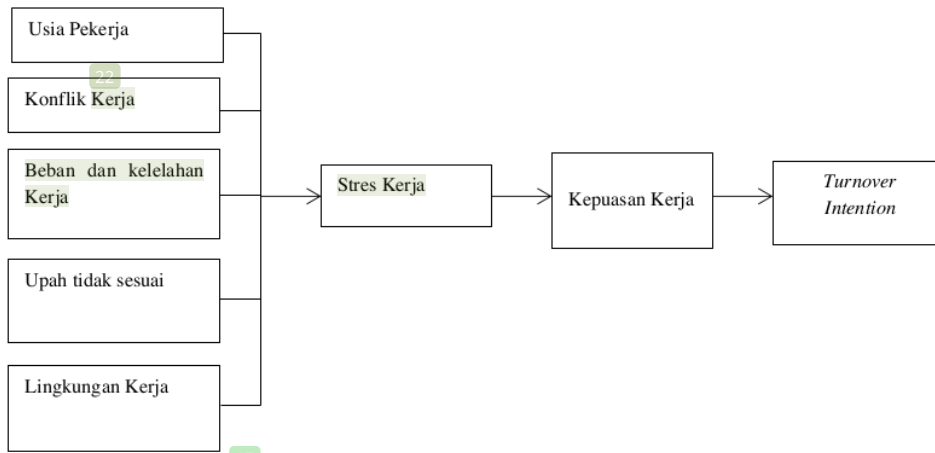 Usia Pekerja
22
Konflik Kerja
Beban dan kelelahan
Kerja
Upah tidak sesuai
Lingkungan Kerja
Stres Kerja
Kepuasan Kerja
Turnover
Intention